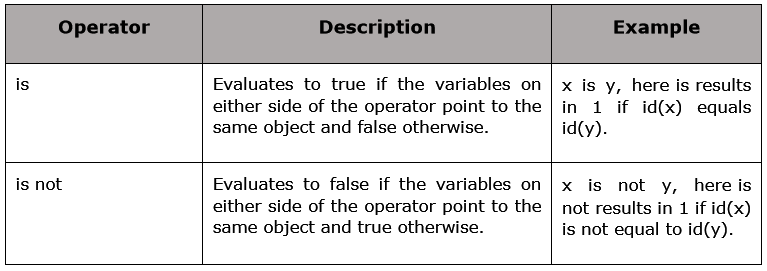 Operator Description Example
is
Evaluates to true if the variables on
either side of the operator point to the
same object and false otherwise.
x is y, here is results
in 1 if id(x) equals
id(y).
is not
Evaluates to false if the variables on
either side of the operator point to the
same object and true otherwise.
x is not y, here is
not results in 1 if id(x)
is not equal to id(y).